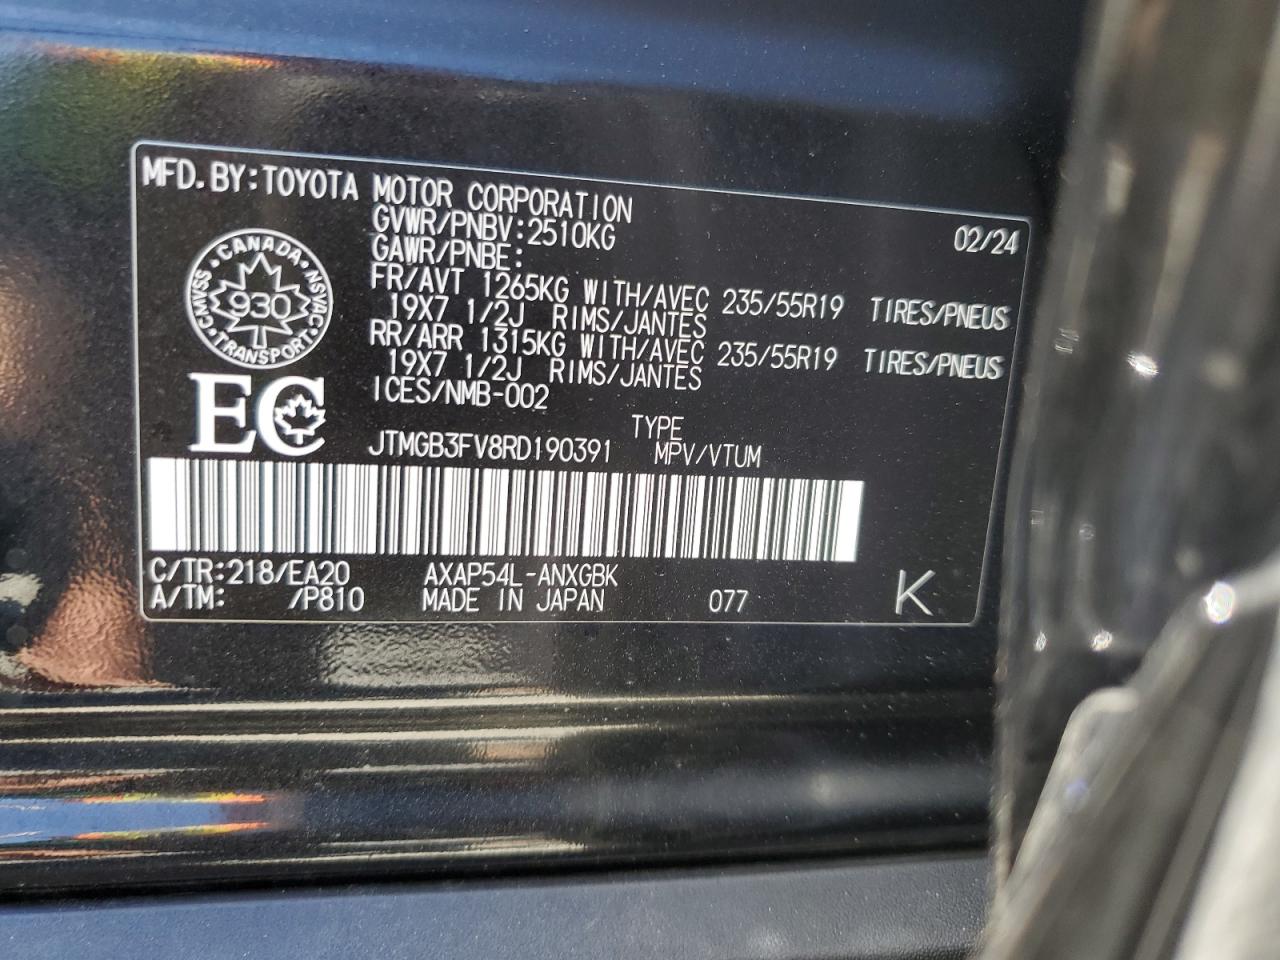 MFD. BY: TOYOTA MOTOR CORPORATION
GVWR/PNBV: 2510KG 02/24
GAWR/PNBE:
FR/AVT 1265KG WITH/AVEC 235/55R19 TIRES/PNEUS
19X7 1/2J RIMS/JANTES
RR/ARR 1315KG WITH/AVEC 235/55R19 TIRES/PNEUS
19X7 1/2J RIMS/JANTES
ICES/NMB-002
CANADA
CMVSS NSVAC
930
TRANSPORT
EC
JTMGB3FV8RD190391 TYPE
MPV/VTUM
C/TR: 218/EA20 AXAP54L-ANXGBK
A/TM: /P810 MADE IN JAPAN 077 K